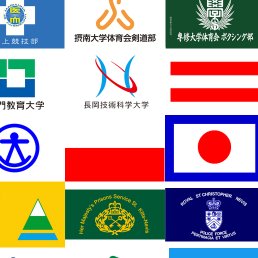 上競技部
摂南大学体育会剣道部
専修大学体育会 ボクシング部
門教育大学
長岡技術科学大学
Her Majesty's Prisons Service St. Kitts-Nevis
ROYAL ST CHRISTOPHER NEVIS
POLICE FORCE
PERTINACIA ET VIRTUS